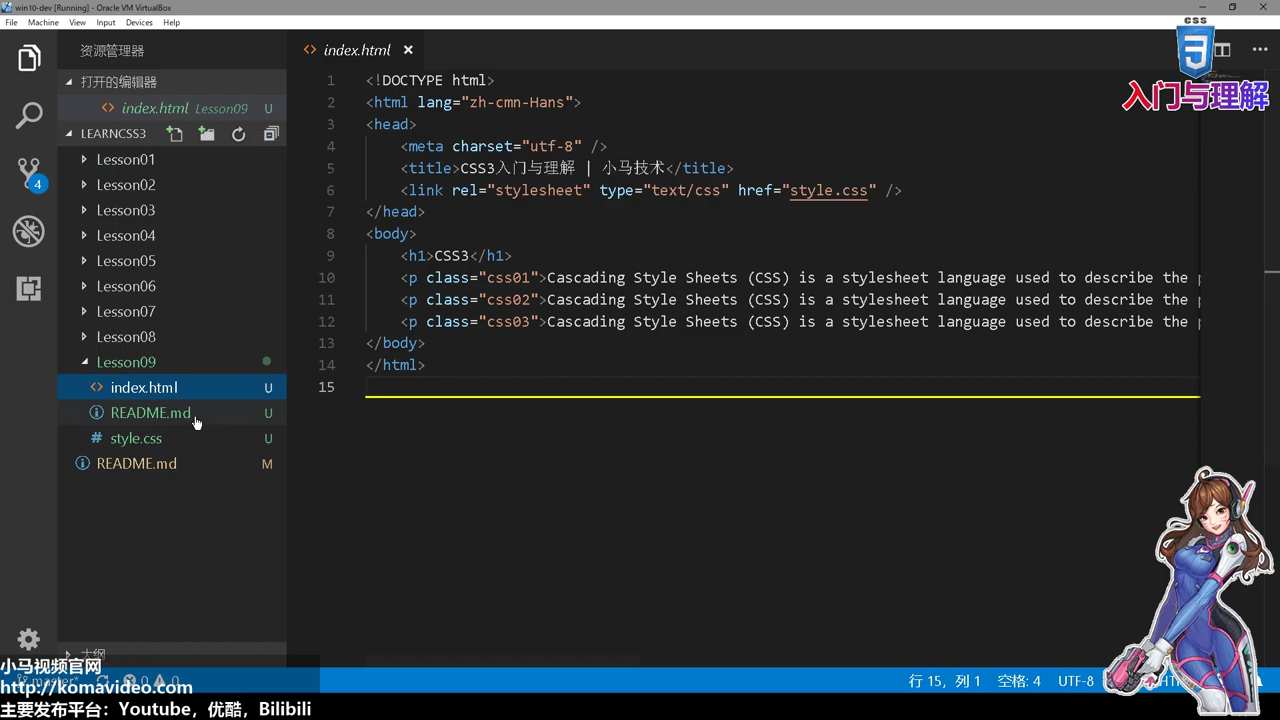 win10-dev [Running] - Oracle VM VirtualBox
File Machine View Input Devices Help
CSS
3
入门与理解
资源管理器
打开的编辑器
index.html Lesson09 U
LEARNCSS3
Lesson01
Lesson02
Lesson03
Lesson04
Lesson05
Lesson06
Lesson07
Lesson08
Lesson09
index.html U
README.md U
style.css U
README.md M
大纲
4
index.html
1 <!DOCTYPE html>
2 <html lang="zh-cmn-Hans">
3 <head>
4 <meta charset="utf-8" />
5 <title>CSS3入门与理解 | 小马技术</title>
6 <link rel="stylesheet" type="text/css" href="style.css" />
7 </head>
8 <body>
9 <h1>CSS3</h1>
10 <p class="css01">Cascading Style Sheets (CSS) is a stylesheet language used to describe the
11 <p class="css02">Cascading Style Sheets (CSS) is a stylesheet language used to describe the
12 <p class="css03">Cascading Style Sheets (CSS) is a stylesheet language used to describe the
13 </body>
14 </html>
15
master* 0 0
行 15，列 1 空格: 4 UTF-8
小马视频官网
http://komavideo.com
主要发布平台：Youtube，优酷，Bilibili